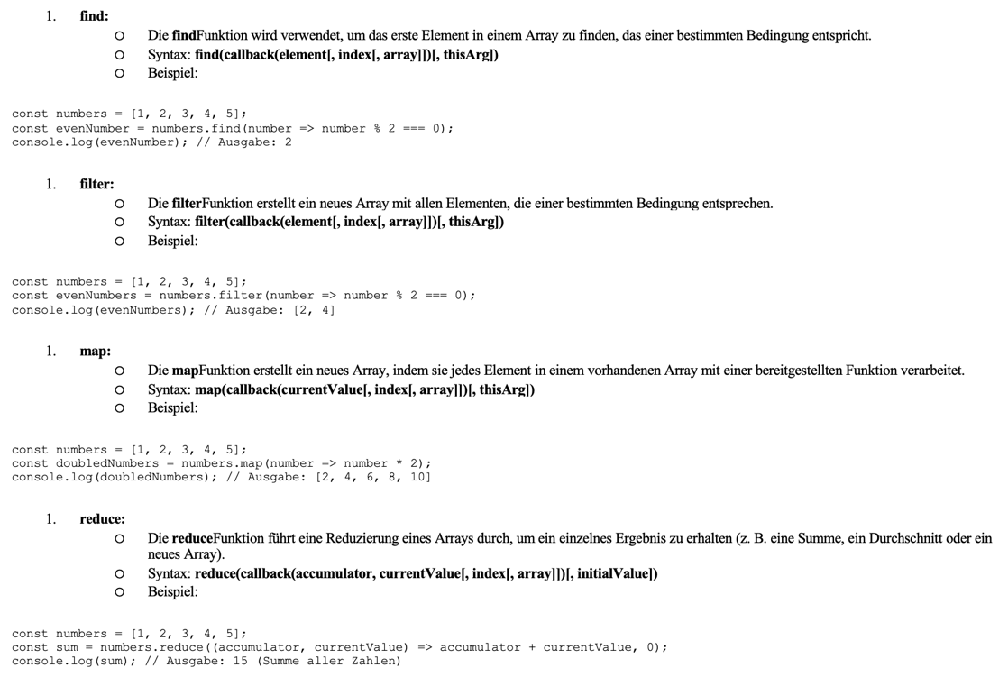 1. find:
○ Die findFunktion wird verwendet, um das erste Element in einem Array zu finden, das einer bestimmten Bedingung entspricht.
○ Syntax: find(callback(element[, index[, array]])[, thisArg])
○ Beispiel:
const numbers = [1, 2, 3, 4, 5];
const evenNumber = numbers.find(number => number % 2 === 0);
console.log(evenNumber); // Ausgabe: 2
1. filter:
○ Die filterFunktion erstellt ein neues Array mit allen Elementen, die einer bestimmten Bedingung entsprechen.
○ Syntax: filter(callback(element[, index[, array]])[, thisArg])
○ Beispiel:
const numbers = [1, 2, 3, 4, 5];
const evenNumbers = numbers.filter(number => number % 2 === 0);
console.log(evenNumbers); // Ausgabe: [2, 4]
1. map:
○ Die mapFunktion erstellt ein neues Array, indem sie jedes Element in einem vorhandenen Array mit einer bereitgestellten Funktion verarbeitet.
○ Syntax: map(callback(currentValue[, index[, array]])[, thisArg])
○ Beispiel:
const numbers = [1, 2, 3, 4, 5];
const doubledNumbers = numbers.map(number => number * 2);
console.log(doubledNumbers); // Ausgabe: [2, 4, 6, 8, 10]
1. reduce:
○ Die reduceFunktion führt eine Reduzierung eines Arrays durch, um ein einzelnes Ergebnis zu erhalten (z. B. eine Summe, ein Durchschnitt oder ein
neues Array).
○ Syntax: reduce(callback(accumulator, currentValue[, index[, array]])[, initialValue])
○ Beispiel:
const numbers = [1, 2, 3, 4, 5];
const sum = numbers.reduce((accumulator, currentValue) => accumulator + currentValue, 0);
console.log(sum); // Ausgabe: 15 (Summe aller Zahlen)